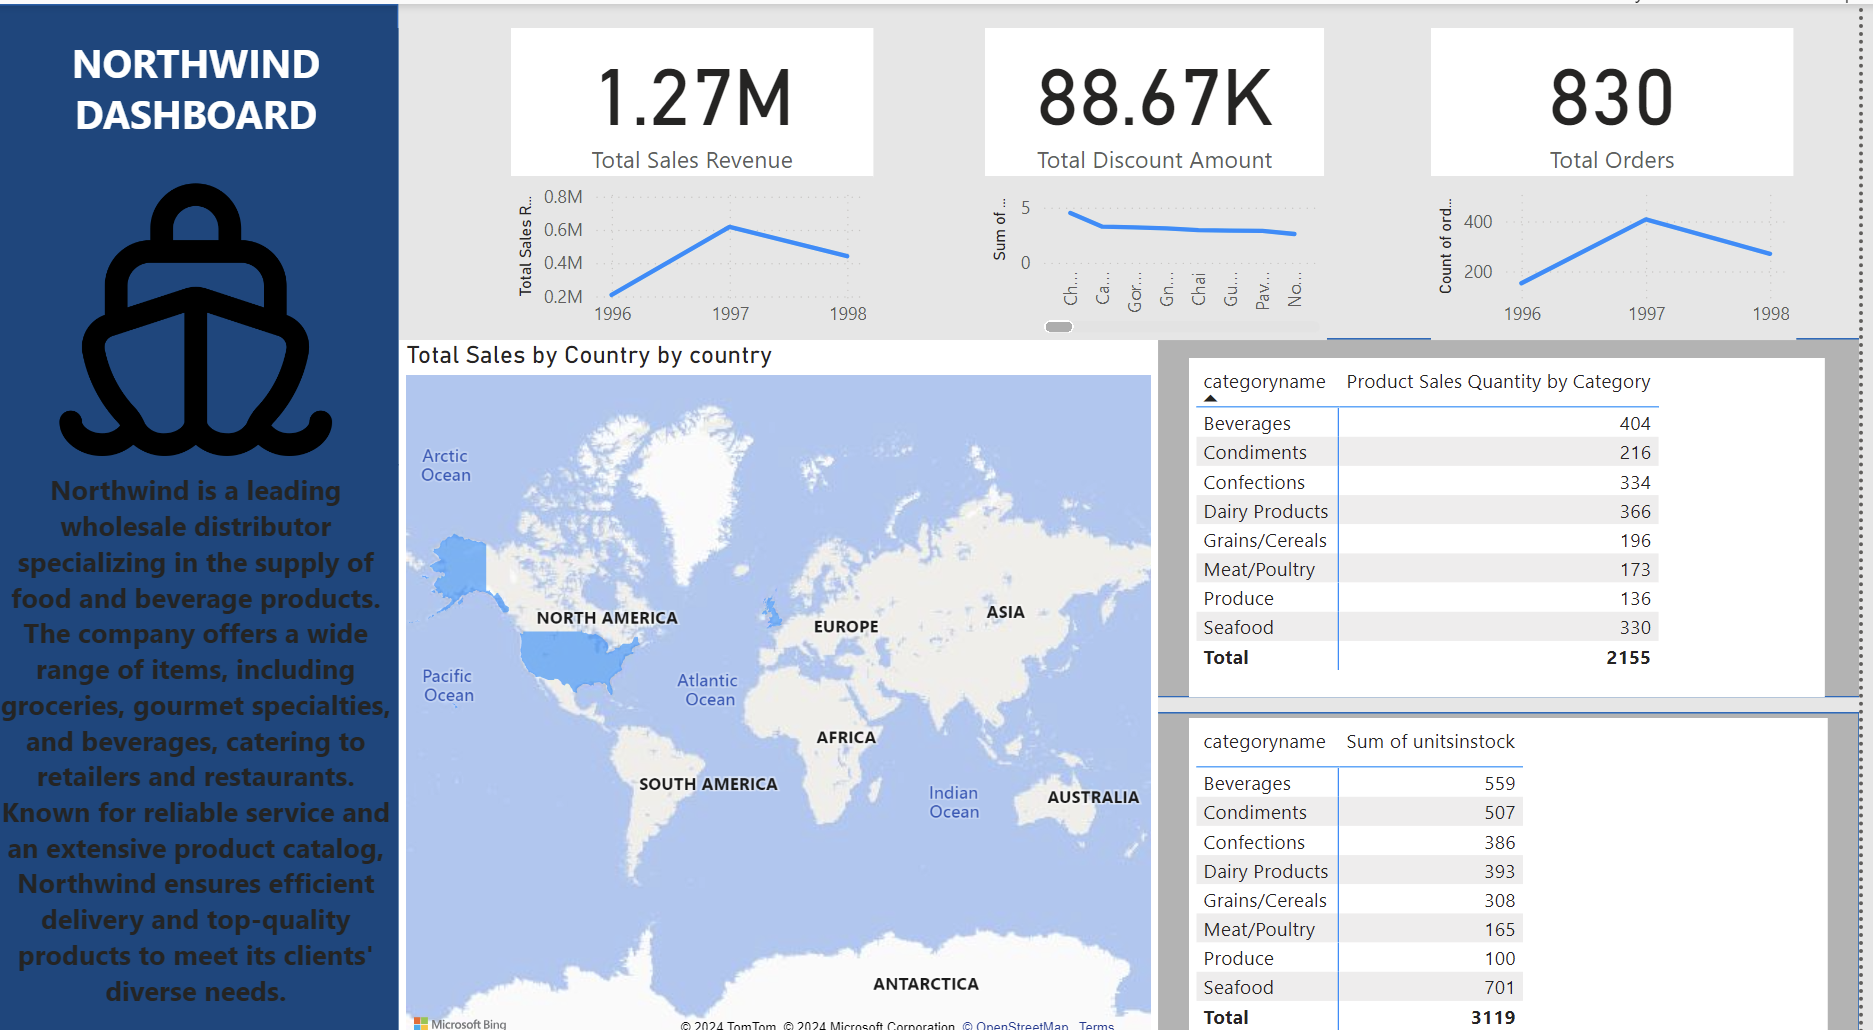 NORTHWIND
DASHBOARD
Northwind is a leading
wholesale distributor
specializing in the supply of
food and beverage products.
The company offers a wide
range of items, including
groceries, gourmet specialties,
and beverages, catering to
retailers and restaurants.
Known for reliable service and
an extensive product catalog,
Northwind ensures efficient
delivery and top-quality
products to meet its clients'
diverse needs.
1.27M
Total Sales Revenue
Total Sales R...
0.8M
0.6M
0.4M
0.2M
1996 1997 1998
88.67K
Total Discount Amount
Sum of ...
5
0
Ch... Ca... Gor... Gn... Chai Gu... Pav... No...
830
Total Orders
Count of ord...
400
200
1996 1997 1998
Total Sales by Country by country
Arctic
Ocean
NORTH AMERICA
EUROPE
ASIA
Pacific
Ocean
Atlantic
Ocean
AFRICA
SOUTH AMERICA
Indian
Ocean
AUSTRALIA
ANTARCTICA
Microsoft Bing
© 2024 TomTom, © 2024 Microsoft Corporation, © OpenStreetMap Terms
categoryname Product Sales Quantity by Category
Beverages 404
Condiments 216
Confections 334
Dairy Products 366
Grains/Cereals 196
Meat/Poultry 173
Produce 136
Seafood 330
Total 2155
categoryname Sum of unitsinstock
Beverages 559
Condiments 507
Confections 386
Dairy Products 393
Grains/Cereals 308
Meat/Poultry 165
Produce 100
Seafood 701
Total 3119